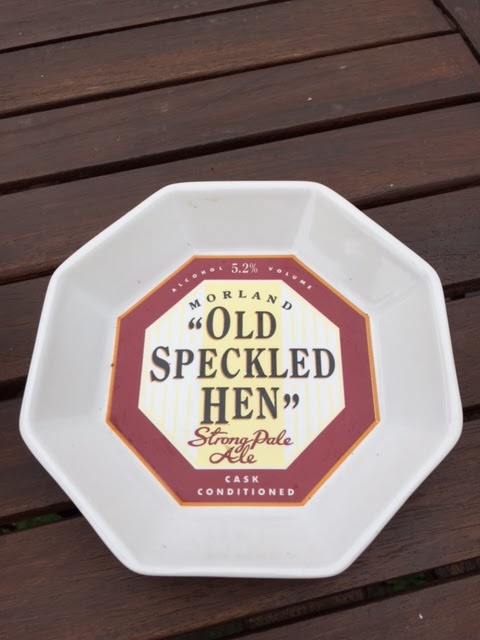 ALCOHOL 5.2% VOLUME
MORLAND
“OLD
SPECKLED
HEN”
Strong Pale
Ale
CASK
CONDITIONED